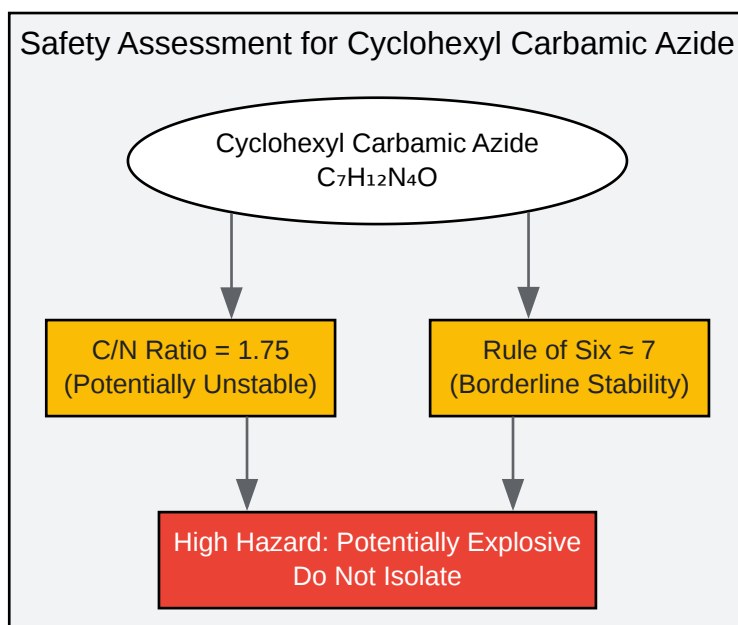 Safety Assessment for Cyclohexyl Carbamic Azide
Cyclohexyl Carbamic Azide
C₇H₁₂N₄O
C/N Ratio = 1.75
(Potentially Unstable)
Rule of Six ≈ 7
(Borderline Stability)
High Hazard: Potentially Explosive
Do Not Isolate